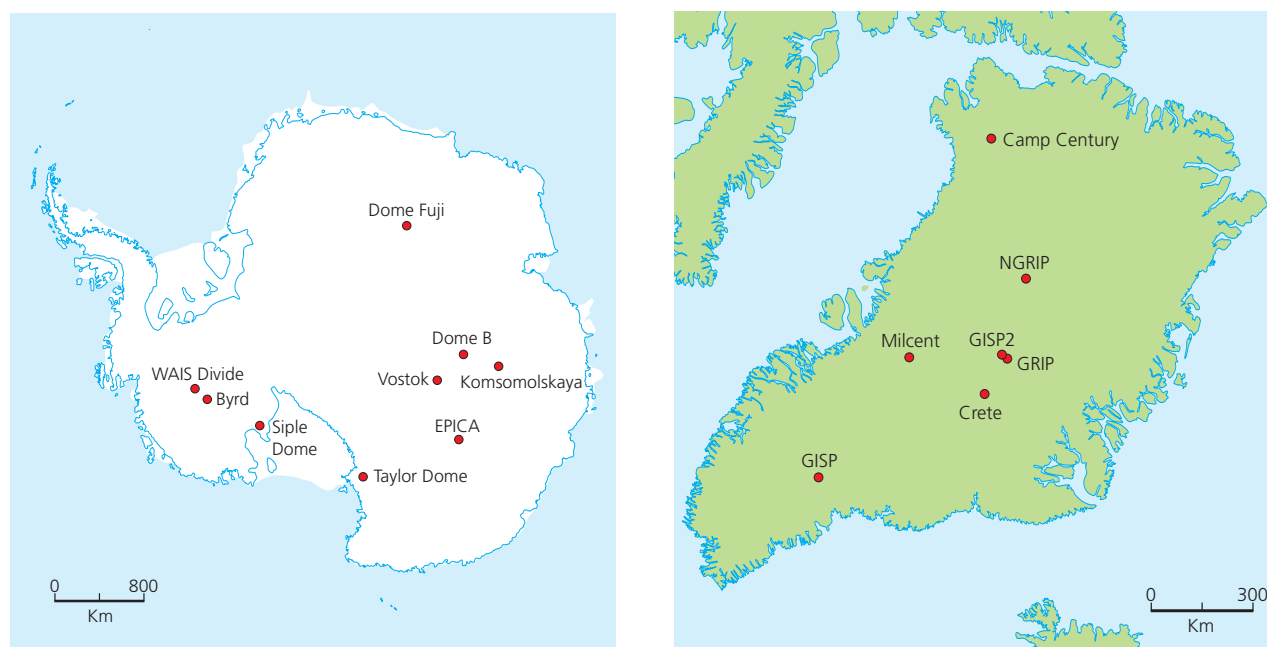 Dome Fuji
Dome B
WAIS Divide
Vostok
Komsomolskaya
Byrd
EPICA
Siple
Dome
Taylor Dome
0 800
Km
Camp Century
NGRIP
Milcent
GISP2
GRIP
Crete
GISP
0 300
Km